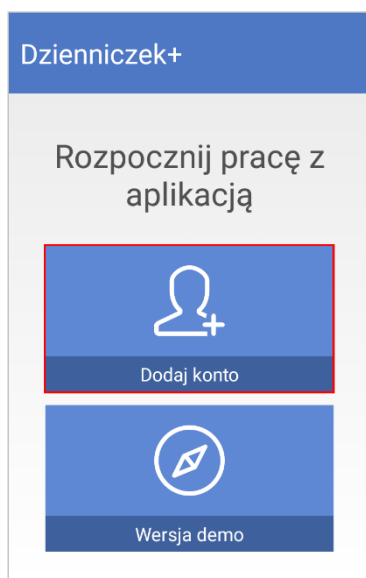 Dzienniczek+
Rozpocznij pracę z
aplikacją
Dodaj konto
Wersja demo